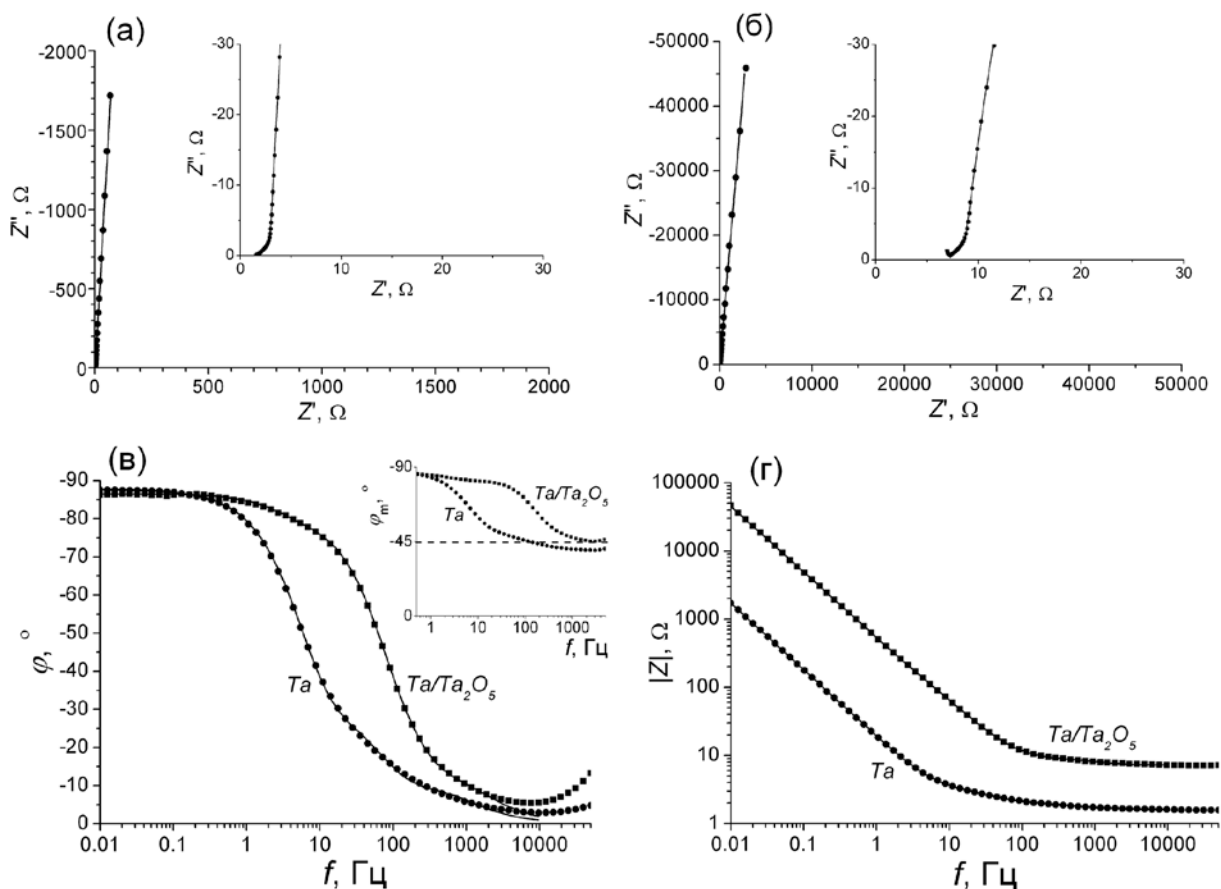 (а)
-2000
-1500
-1000
-500
0
Z'', Ω
0 500 1000 1500 2000
Z', Ω
-30
-20
-10
0
Z'', Ω
0 10 20 30
Z', Ω
(б)
-50000
-40000
-30000
-20000
-10000
0
Z'', Ω
0 10000 20000 30000 40000 50000
Z', Ω
-30
-20
-10
0
Z'', Ω
0 10 20 30
Z', Ω
(в)
-90
-80
-70
-60
-50
-40
-30
-20
-10
0
φ, °
0.01 0.1 1 10 100 1000 10000
f, Гц
Ta
Ta/Ta₂O₅
-90
-45
0
φₘ, °
1 10 100 1000
f, Гц
Ta
Ta/Ta₂O₅
(г)
100000
10000
1000
100
10
1
|Z|, Ω
0.01 0.1 1 10 100 1000 10000
f, Гц
Ta/Ta₂O₅
Ta